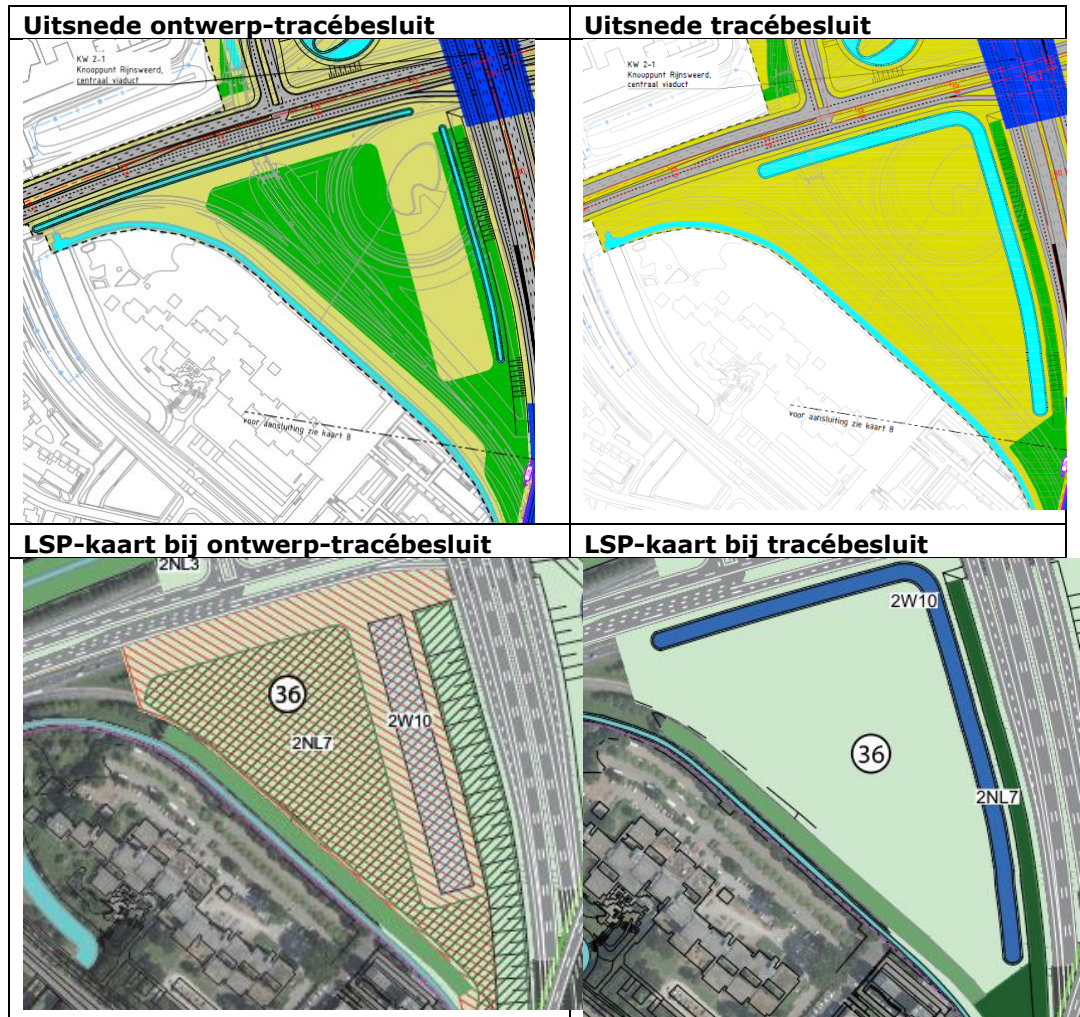 Uitsnede ontwerp-tracébesluit
Uitsnede tracébesluit
KW 2-1
Knooppunt Rijnsweerd,
centraal viaduct
voor aansluiting zie kaart 8
KW 2-1
Knooppunt Rijnsweerd,
centraal viaduct
voor aansluiting zie kaart 8
LSP-kaart bij ontwerp-tracébesluit
LSP-kaart bij tracébesluit
2NL3
36
2W10
2NL7
2W10
36
2NL7